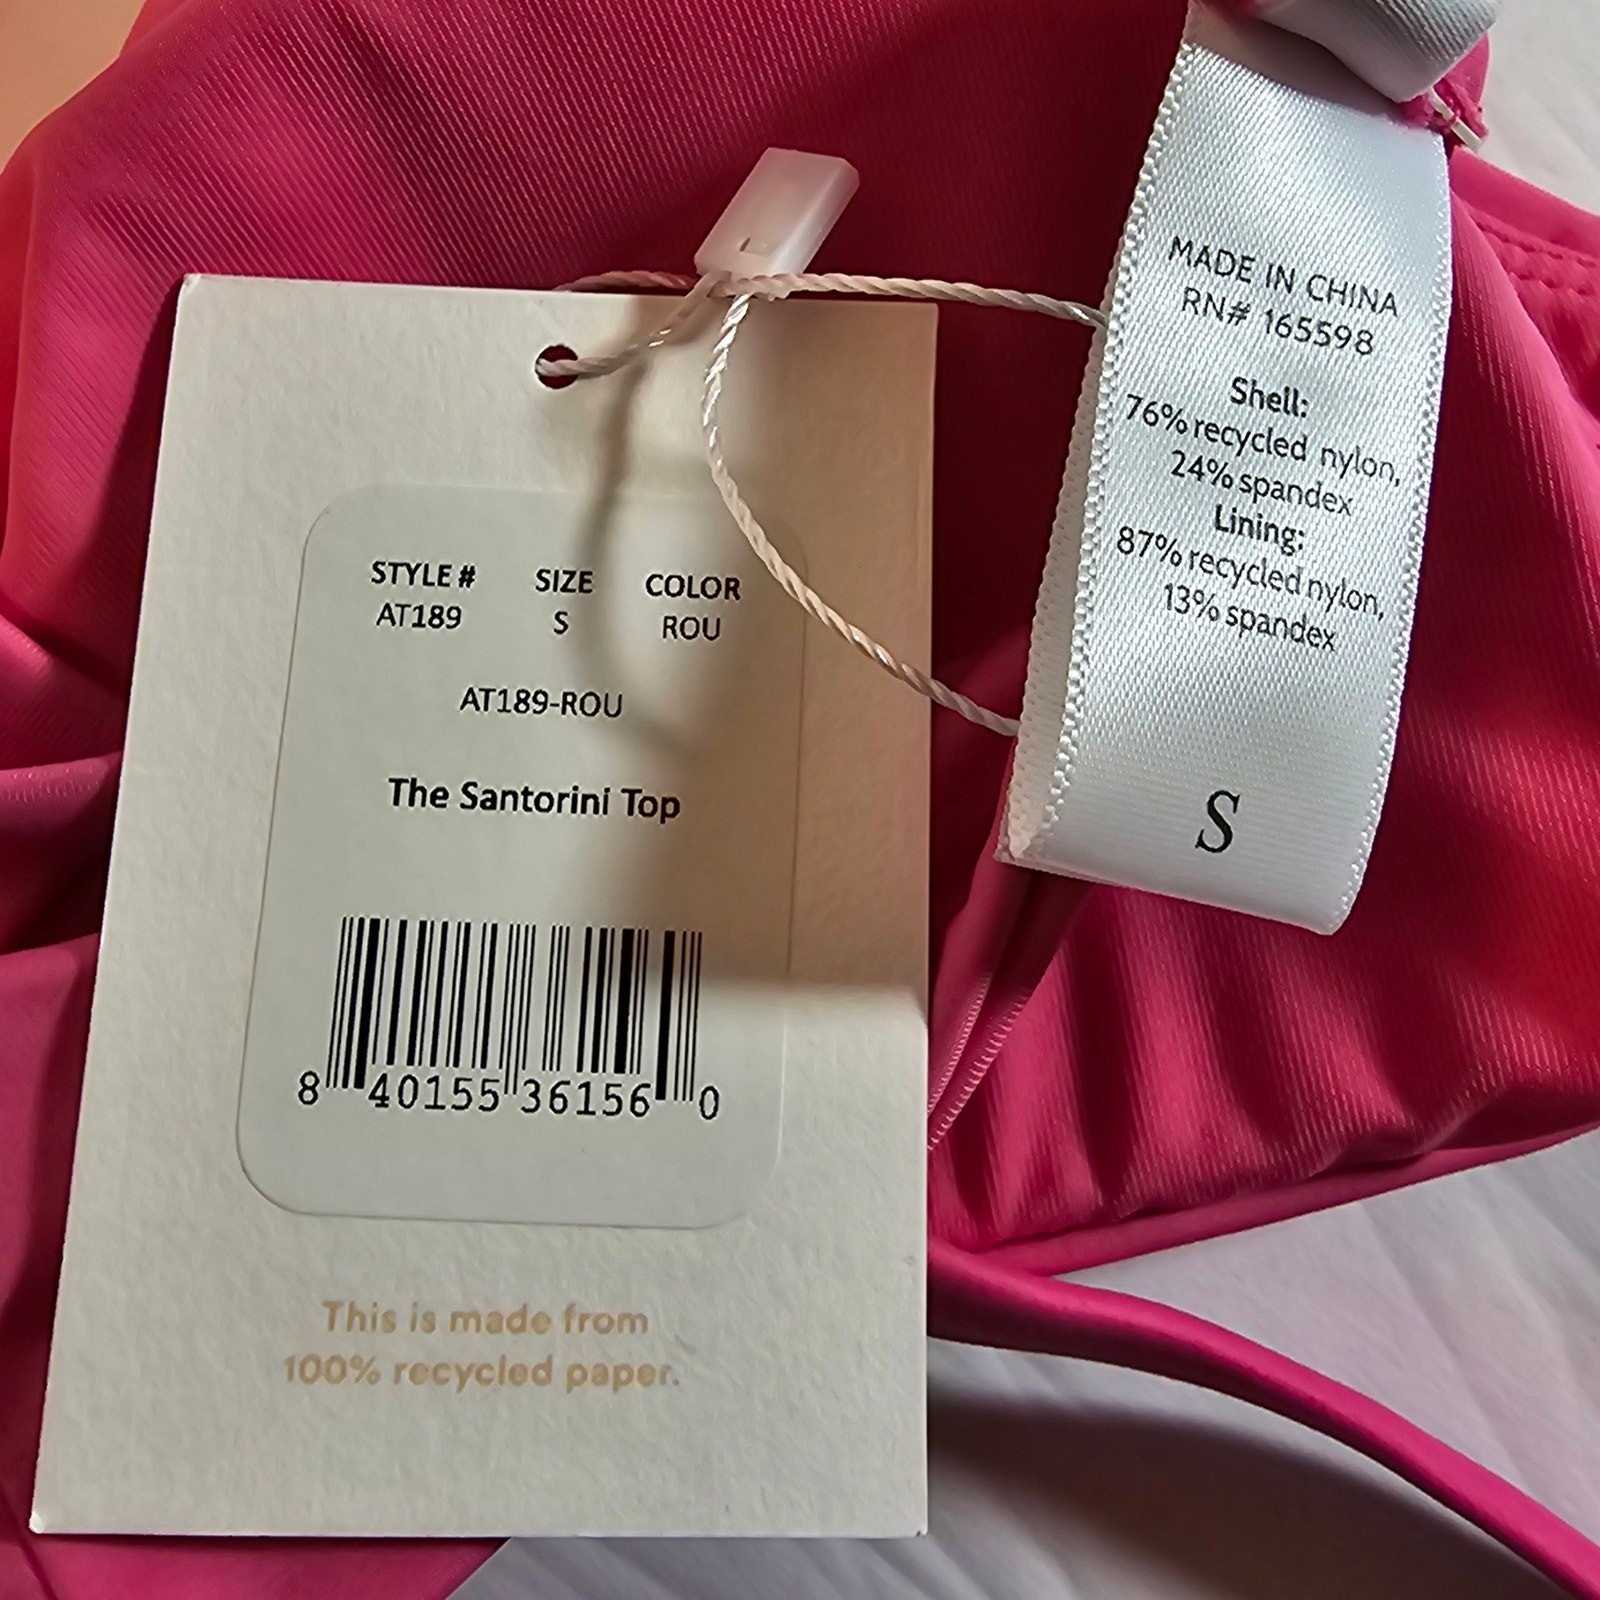 STYLE # SIZE COLOR
AT189 S ROU
AT189-ROU
The Santorini Top
8 40155 36156 0
This is made from
100% recycled paper.
MADE IN CHINA
RN# 165598
Shell:
76% recycled nylon,
24% spandex
Lining:
87% recycled nylon,
13% spandex
S